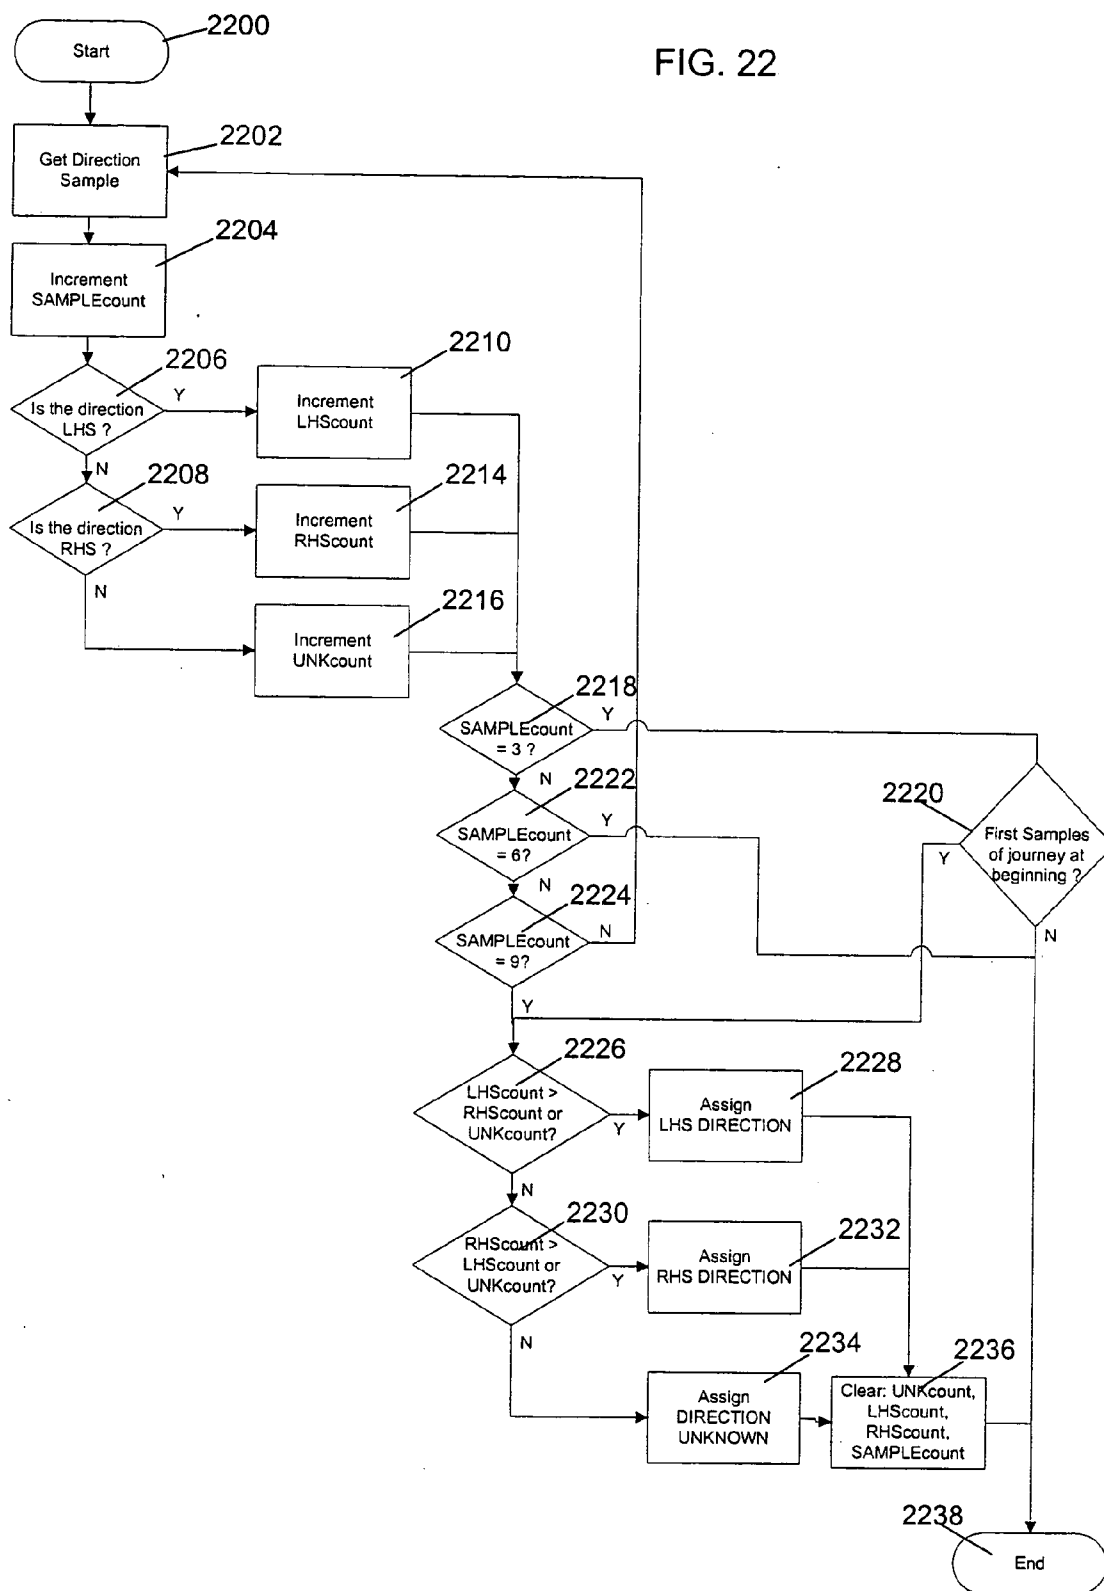 2200
Start
FIG. 22
2202
Get Direction
Sample
2204
Increment
SAMPLEcount
2206
Is the direction
LHS ?
Y
N
2210
Increment
LHScount
2208
Is the direction
RHS ?
Y
N
2214
Increment
RHScount
2216
Increment
UNKcount
2218
SAMPLEcount
= 3 ?
Y
N
2220
First Samples
of journey at
beginning ?
Y
N
2222
SAMPLEcount
= 6?
Y
N
2224
SAMPLEcount
= 9?
N
Y
2226
LHScount >
RHScount or
UNKcount?
Y
N
2228
Assign
LHS DIRECTION
2230
RHScount >
LHScount or
UNKcount?
Y
N
2232
Assign
RHS DIRECTION
2234
Assign
DIRECTION
UNKNOWN
2236
Clear: UNKcount,
LHScount,
RHScount,
SAMPLEcount
2238
End